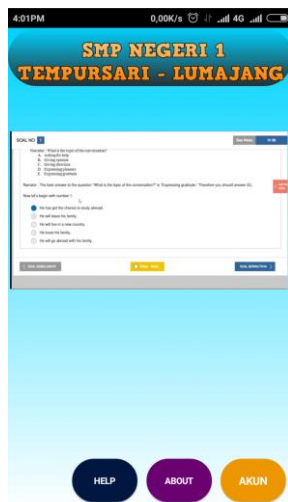 4:01PM 0,00K/s 4G
SMP NEGERI 1
TEMPURSARI - LUMAJANG
SOAL NO. 1
Narrator : What is the topic of the conversation?
A. Asking for help
B. Giving opinion
C. Giving direction
D. Expressing pleasure
E. Expressing gratitude
Narrator : The best answer to the question "What is the topic of the conversation?" is "Expressing gratitude." Therefore you should answer (E).
Now let's begin with number 1.
He has got the chance to study abroad.
He will leave his family.
He will live in a new country.
He loves his family.
He will go abroad with his family.
HELP
ABOUT
AKUN